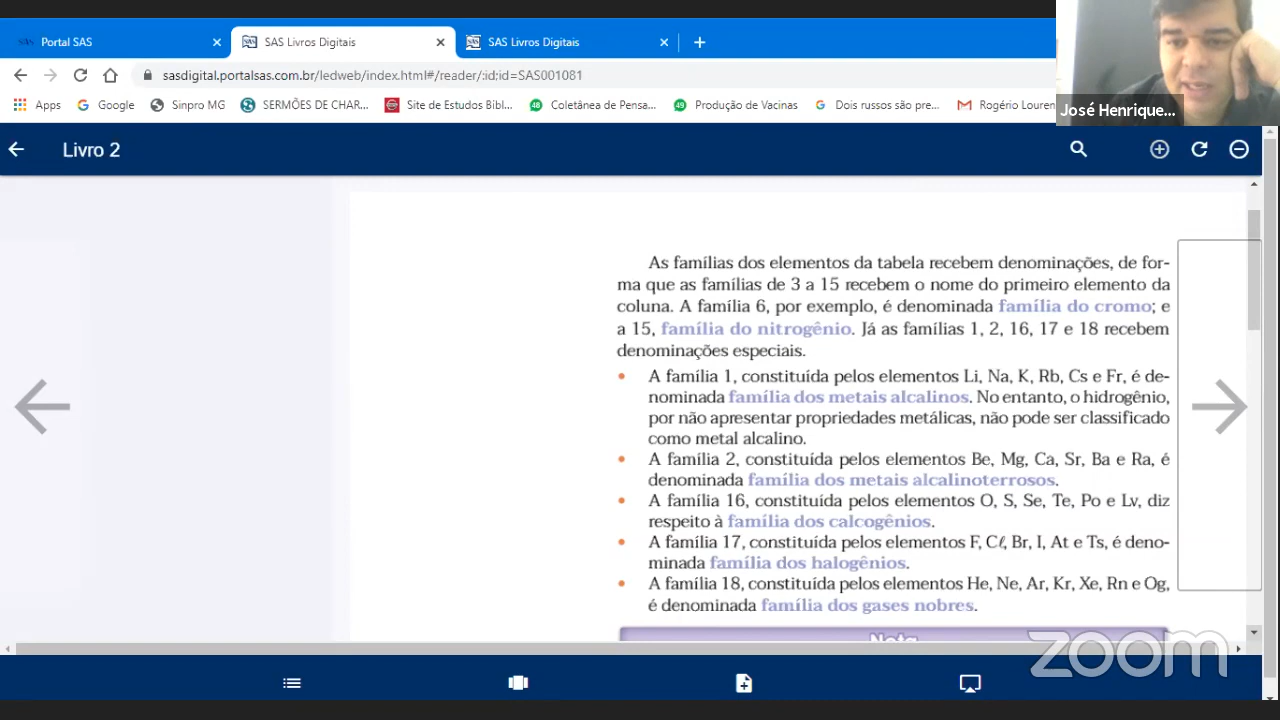 Portal SAS
SAS Livros Digitais
SAS Livros Digitais
sasdigital.portalsas.com.br/ledweb/index.html#/reader/:id:id=SAS001081
Apps Google Sinpro MG SERMÕES DE CHAR... Site de Estudos Bibl... 48 Coletânea de Pensa... 49 Produção de Vacinas Dois russos são pre... Rogério Louren
José Henrique...
Livro 2
As famílias dos elementos da tabela recebem denominações, de for-
ma que as famílias de 3 a 15 recebem o nome do primeiro elemento da
coluna. A família 6, por exemplo, é denominada família do cromo; e
a 15, família do nitrogênio. Já as famílias 1, 2, 16, 17 e 18 recebem
denominações especiais.
• A família 1, constituída pelos elementos Li, Na, K, Rb, Cs e Fr, é de-
nominada família dos metais alcalinos. No entanto, o hidrogênio,
por não apresentar propriedades metálicas, não pode ser classificado
como metal alcalino.
• A família 2, constituída pelos elementos Be, Mg, Ca, Sr, Ba e Ra, é
denominada família dos metais alcalinoterrosos.
• A família 16, constituída pelos elementos O, S, Se, Te, Po e Lv, diz
respeito à família dos calcogênios.
• A família 17, constituída pelos elementos F, Cℓ, Br, I, At e Ts, é deno-
minada família dos halogênios.
• A família 18, constituída pelos elementos He, Ne, Ar, Kr, Xe, Rn e Og,
é denominada família dos gases nobres.
Nota
zoom